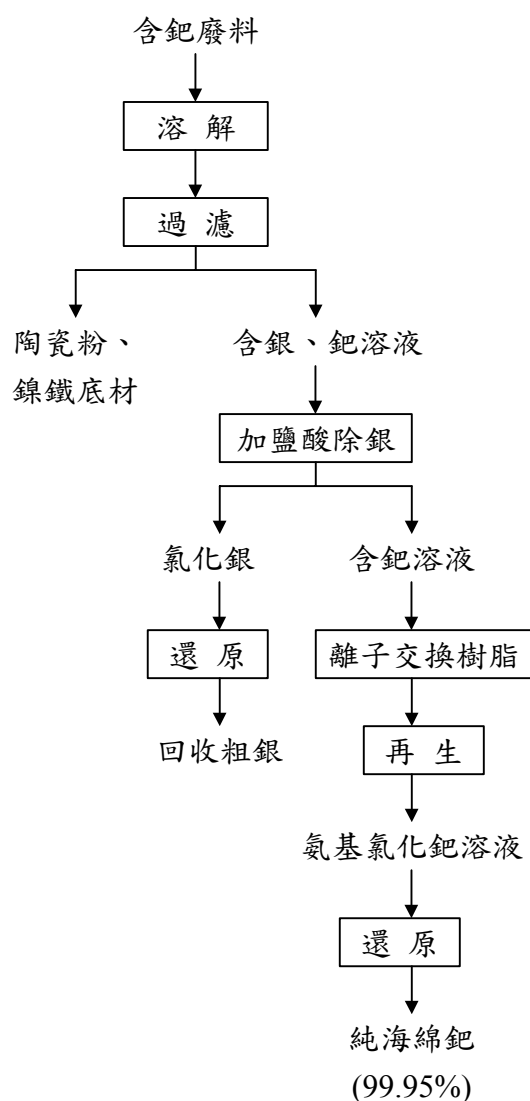 含鈀廢料
溶解
過濾
陶瓷粉、
鎳鐵底材
含銀、鈀溶液
加鹽酸除銀
氯化銀
含鈀溶液
還原
離子交換樹脂
回收粗銀
再生
氨基氯化鈀溶液
還原
純海綿鈀
(99.95%)